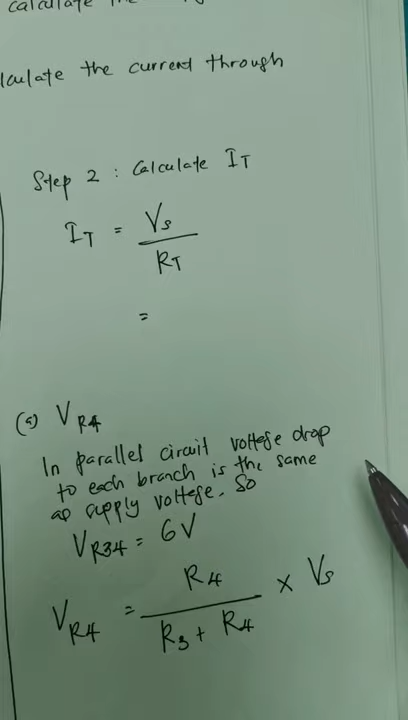 calculate the
lculate the current through
Step 2 : Calculate IT
IT = Vs / RT
=
(a) VR4
In parallel circuit voltage drop
to each branch is the same
as supply voltage. So
VR34 = 6V
VR4 = R4 / R3 + R4 × Vs